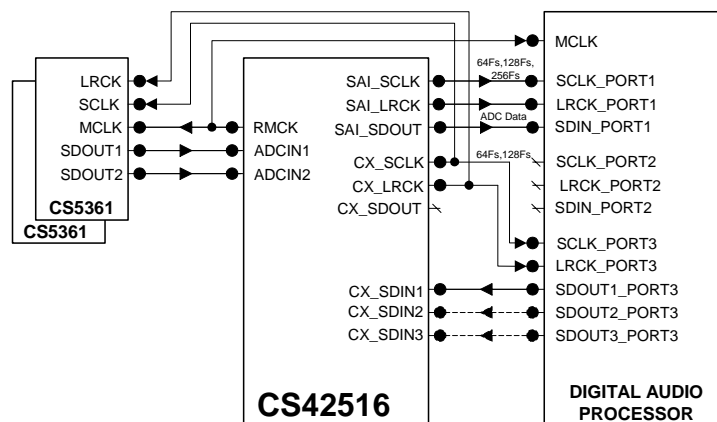 LRCK
SCLK
MCLK
SDOUT1
SDOUT2
CS5361
CS5361
RMCK
ADCIN1
ADCIN2
SAI_SCLK
SAI_LRCK
SAI_SDOUT
CX_SCLK
CX_LRCK
CX_SDOUT
CX_SDIN1
CX_SDIN2
CX_SDIN3
CS42516
64Fs,128Fs,
256Fs
ADC Data
64Fs,128Fs
MCLK
SCLK_PORT1
LRCK_PORT1
SDIN_PORT1
SCLK_PORT2
LRCK_PORT2
SDIN_PORT2
SCLK_PORT3
LRCK_PORT3
SDOUT1_PORT3
SDOUT2_PORT3
SDOUT3_PORT3
DIGITAL AUDIO
PROCESSOR